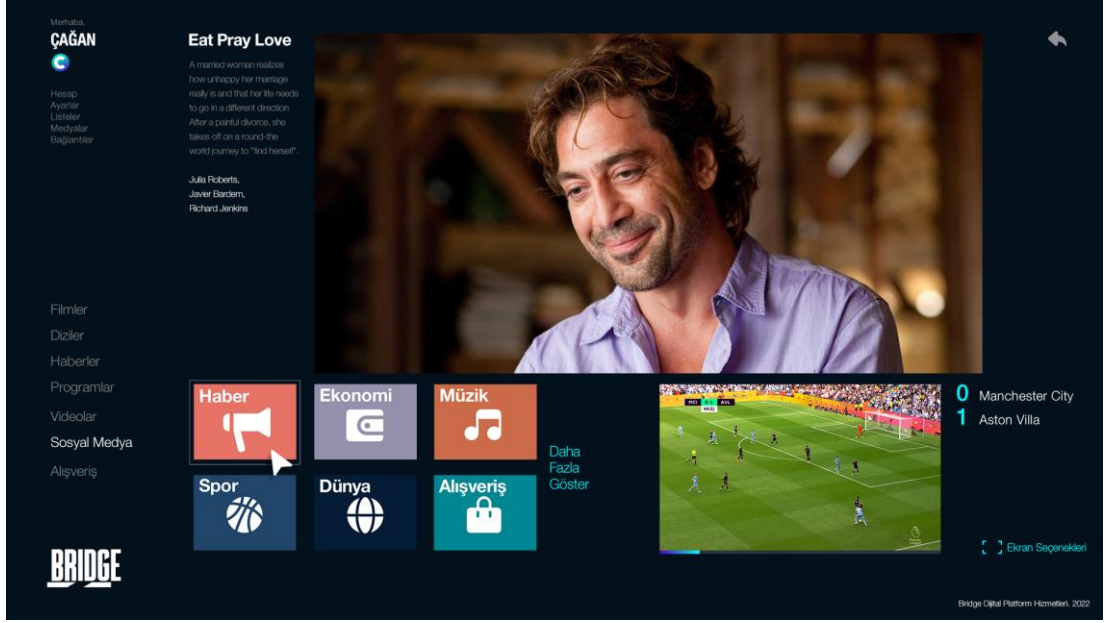 Merhaba,
ÇAĞAN
Hesap
Ayarlar
Listeler
Medyalar
Bağlantılar
Eat Pray Love
A married woman realizes
how unhappy her marriage
really is and that her life needs
to go in a different direction
After a painful divorce, she
takes off on a round-the
world journey to "find herself".
Julia Roberts,
Javier Bardem,
Richard Jenkins
Filmler
Diziler
Haberler
Programlar
Videolar
Sosyal Medya
Alışveriş
Haber
Ekonomi
Müzik
Spor
Dünya
Alışveriş
Daha
Fazla
Göster
MCI 0-1 AVL
0 Manchester City
1 Aston Villa
Ekran Seçenekleri
BRIDGE
Bridge Dijital Platform Hizmetleri. 2022